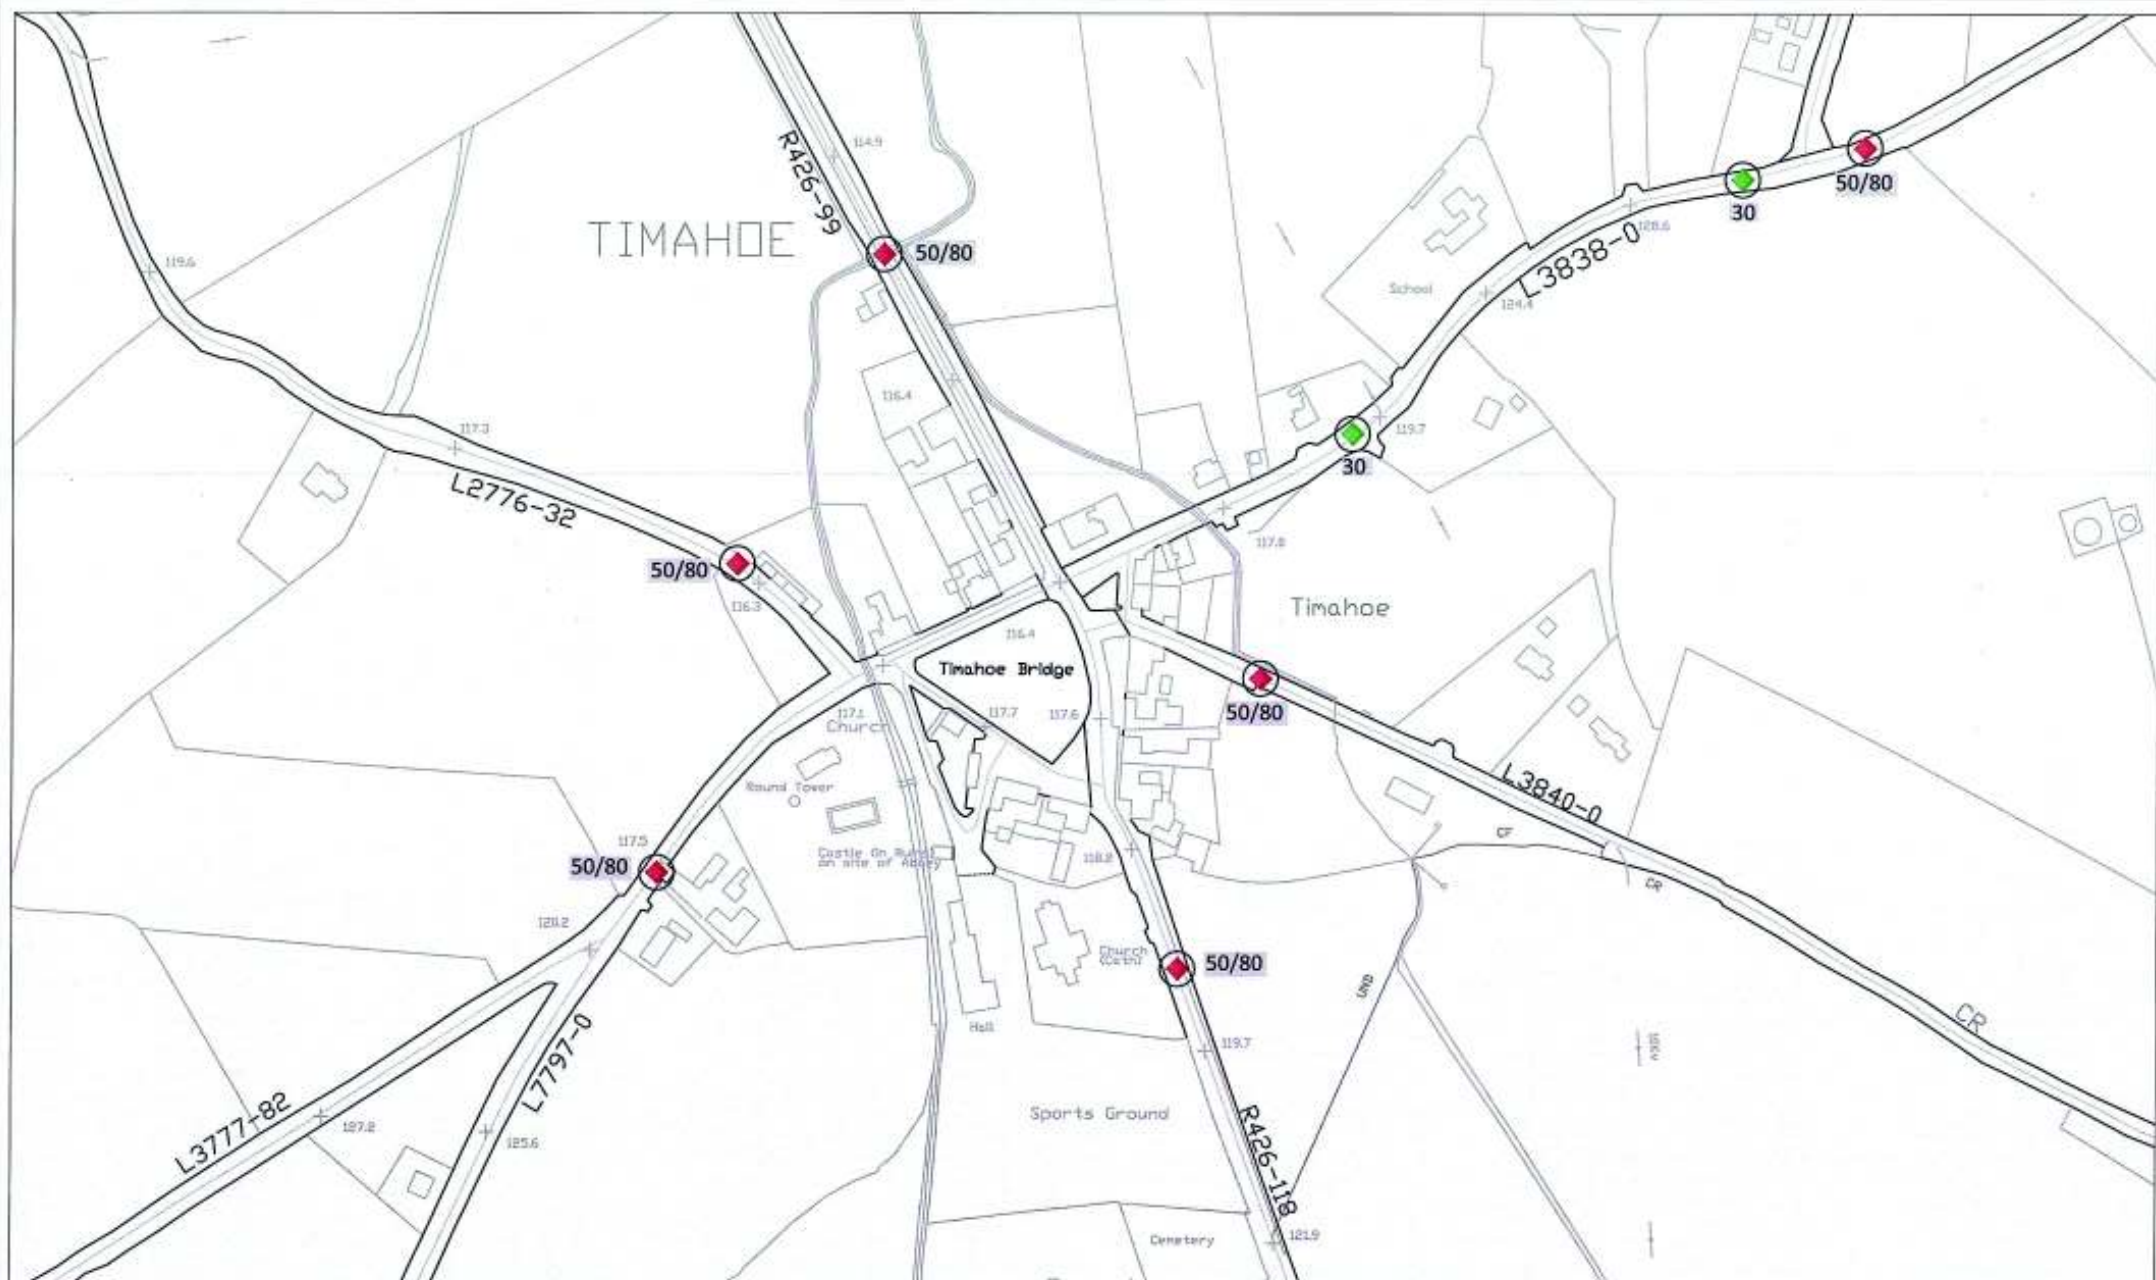 114.9
R426-99
TIMAHOE
50/80
50/80
30
128.6
L3838-0
School
124.4
119.6
116.4
117.3
L2776-32
119.7
30
117.8
50/80
116.3
Timahoe
116.4
Timahoe Bridge
50/80
117.1
117.7
117.6
Church
Round Tower
L3840-0
117.5
CF
Castle (In Ruins)
on site of Abbey
118.2
50/80
CR
120.2
Church
(Cath)
50/80
UND
Hall
CR
L7797-0
119.7
L3777-82
127.2
125.6
Sports Ground
R426-118
Cemetery
121.9